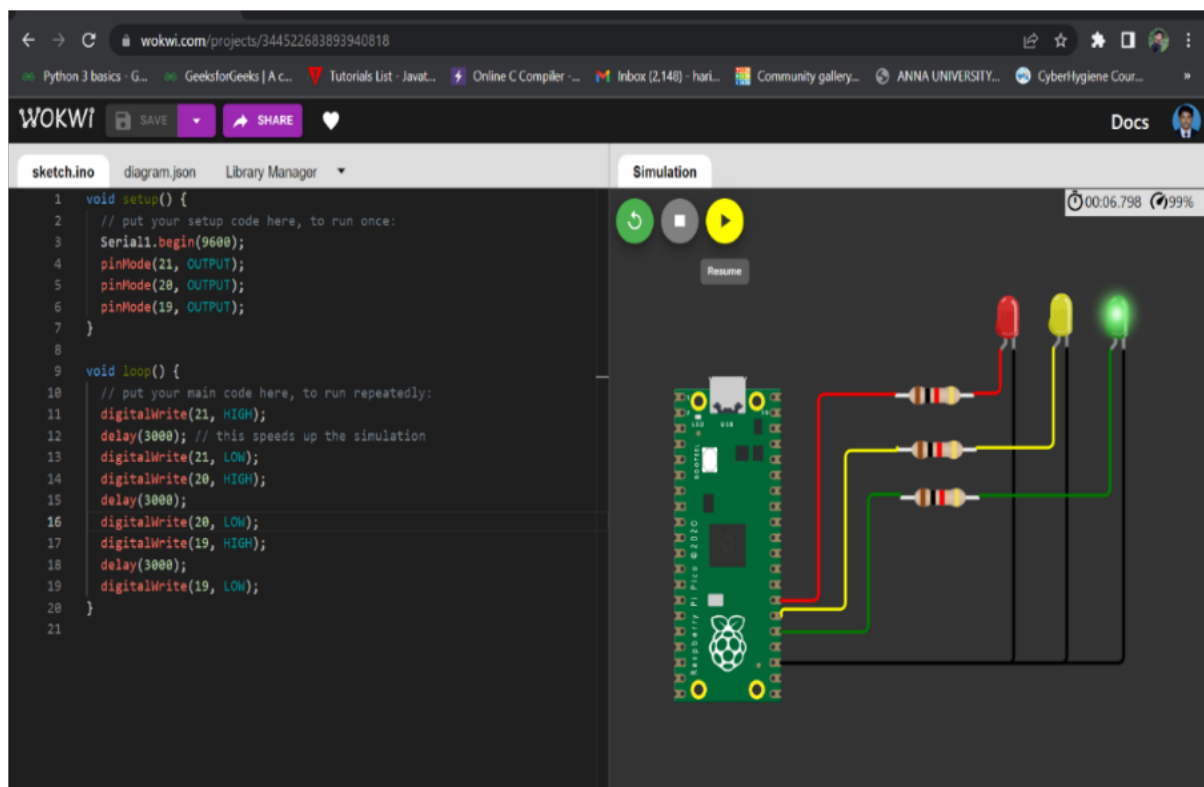 wokwi.com/projects/344522683893940818
Python 3 basics - G... GeeksforGeeks | A c... Tutorials List - Javat... Online C Compiler -... Inbox (2,148) - hari... Community gallery... ANNA UNIVERSITY... CyberHygiene Cour... »
WOKWI SAVE SHARE Docs
sketch.ino diagram.json Library Manager
1 void setup() {
2 // put your setup code here, to run once:
3 Serial1.begin(9600);
4 pinMode(21, OUTPUT);
5 pinMode(20, OUTPUT);
6 pinMode(19, OUTPUT);
7 }
8
9 void loop() {
10 // put your main code here, to run repeatedly:
11 digitalWrite(21, HIGH);
12 delay(3000); // this speeds up the simulation
13 digitalWrite(21, LOW);
14 digitalWrite(20, HIGH);
15 delay(3000);
16 digitalWrite(20, LOW);
17 digitalWrite(19, HIGH);
18 delay(3000);
19 digitalWrite(19, LOW);
20 }
21
Simulation
00:06.798 99%
Resume
LED USB
BOOTSEL
Raspberry Pi Pico ©2020